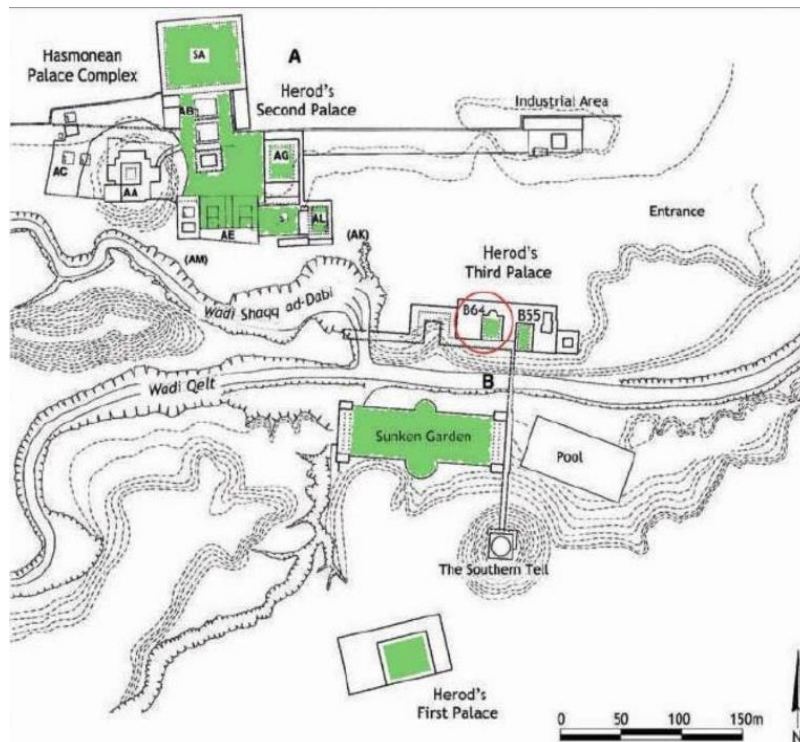 SA
A
Hasmonean
Palace Complex
Herod's
Second Palace
AB
Industrial Area
AG
AC
AA
AL
AE
(AK)
(AM)
Entrance
Herod's
Third Palace
Wadi Shaqq ad-Dabi
B64
B55
B
Wadi Qelt
Sunken Garden
Pool
The Southern Tell
Herod's
First Palace
0 50 100 150m
N